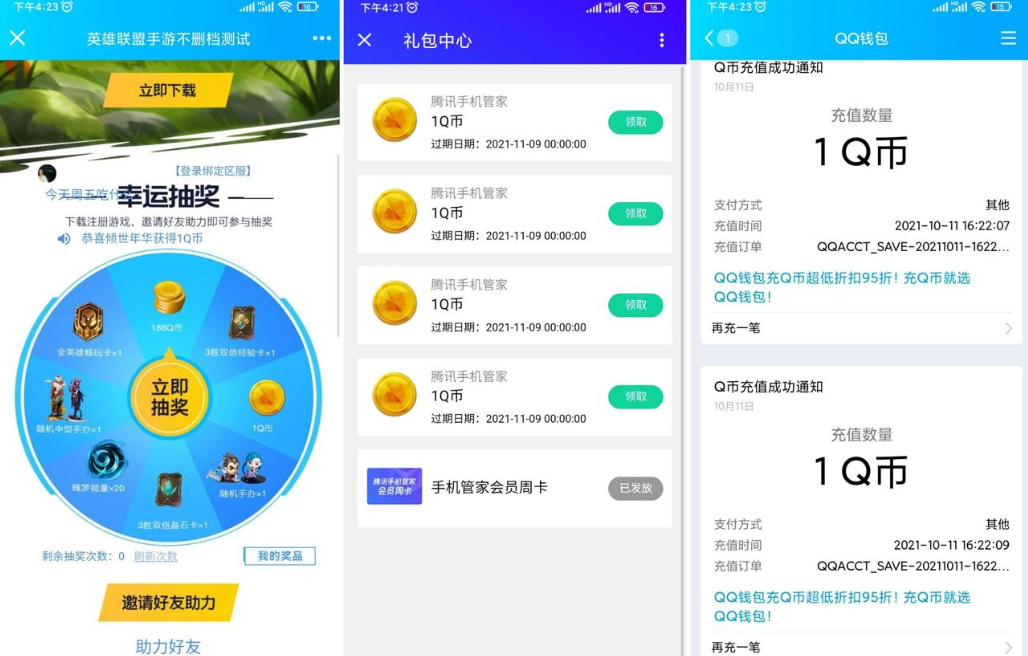 下午4:23
16
英雄联盟手游不删档测试
立即下载
【登录绑定区服】
今天周五吃什
幸运抽奖
下载注册游戏、邀请好友助力即可参与抽奖
恭喜倾世年华获得1Q币
188Q币
全英雄畅玩卡×1
3胜双倍经验卡×1
立即
抽奖
随机中型手办×1
1Q币
魄罗能量×20
随机手办×1
3胜双倍晶石卡×1
剩余抽奖次数：0 刷新次数
我的奖品
邀请好友助力
助力好友
下午4:21
16
礼包中心
腾讯手机管家
1Q币
领取
过期日期：2021-11-09 00:00:00
腾讯手机管家
1Q币
领取
过期日期：2021-11-09 00:00:00
腾讯手机管家
1Q币
领取
过期日期：2021-11-09 00:00:00
腾讯手机管家
1Q币
领取
过期日期：2021-11-09 00:00:00
腾讯手机管家
会员周卡
手机管家会员周卡
已发放
下午4:23
15
1
QQ钱包
Q币充值成功通知
10月11日
充值数量
1 Q币
支付方式 其他
充值时间 2021-10-11 16:22:07
充值订单 QQACCT_SAVE-20211011-1622...
QQ钱包充Q币超低折扣95折！充Q币就选
QQ钱包！
再充一笔
Q币充值成功通知
10月11日
充值数量
1 Q币
支付方式 其他
充值时间 2021-10-11 16:22:09
充值订单 QQACCT_SAVE-20211011-1622...
QQ钱包充Q币超低折扣95折！充Q币就选
QQ钱包！
再充一笔